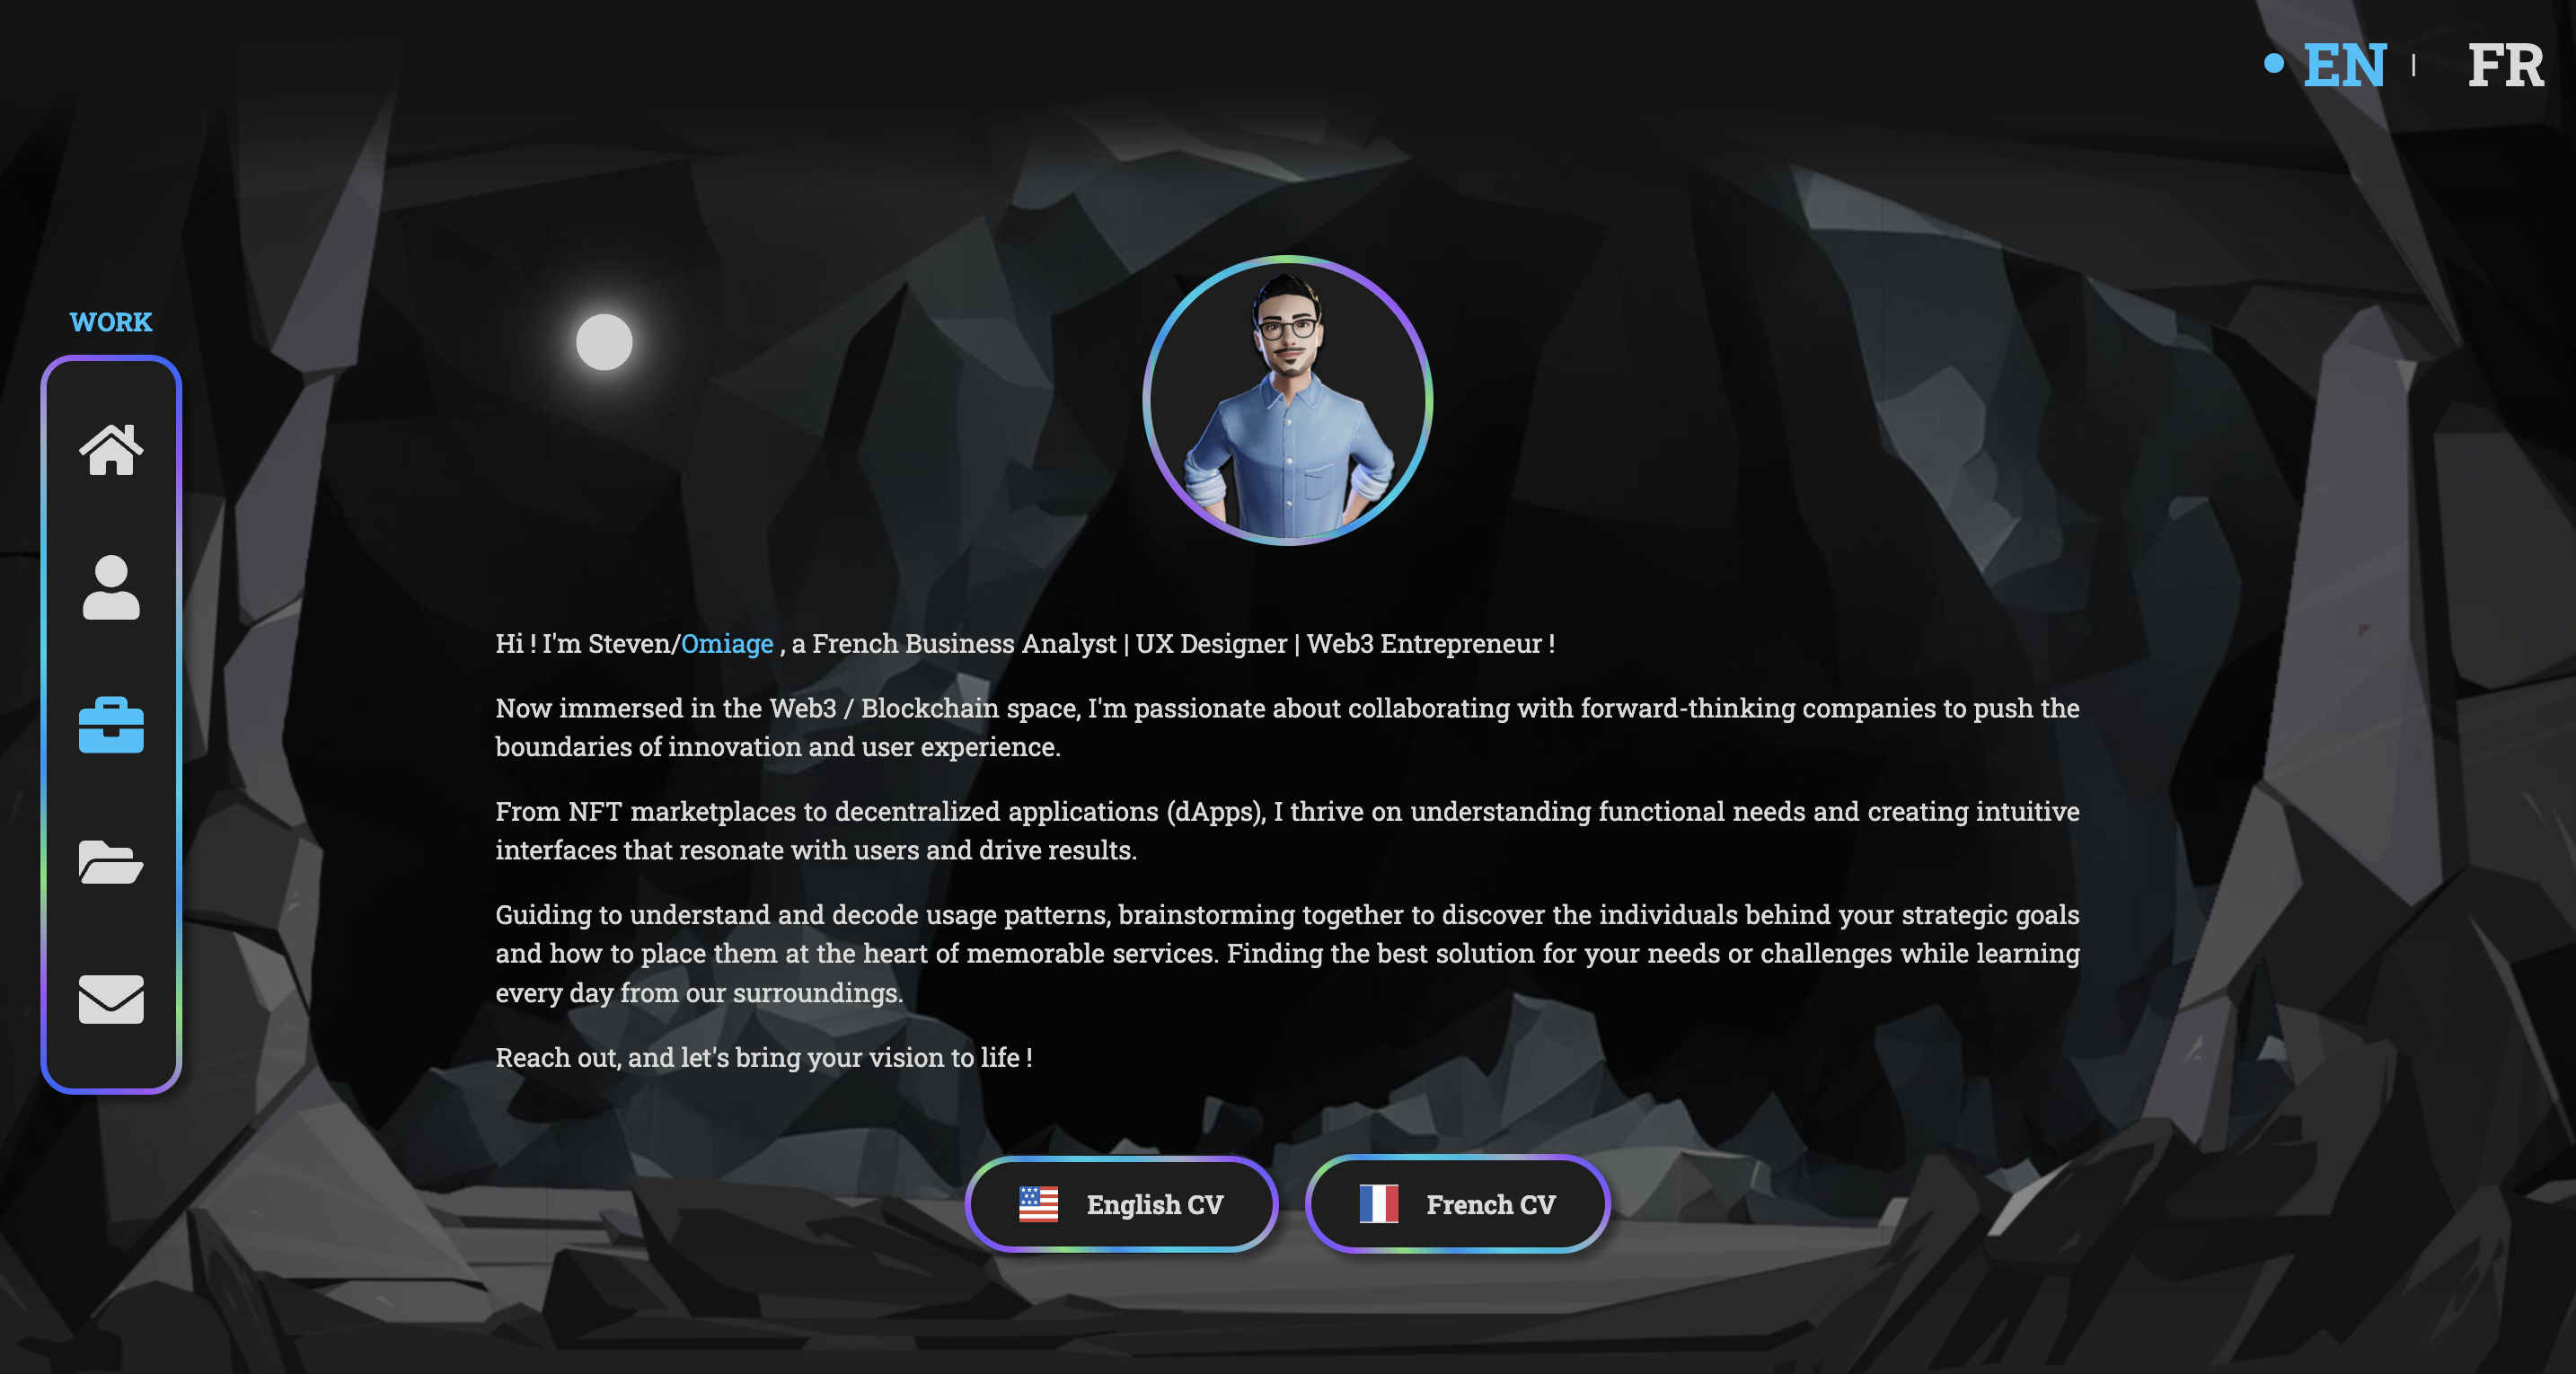 EN | FR
WORK
Hi ! I'm Steven/Omiage , a French Business Analyst | UX Designer | Web3 Entrepreneur !
Now immersed in the Web3 / Blockchain space, I'm passionate about collaborating with forward-thinking companies to push the
boundaries of innovation and user experience.
From NFT marketplaces to decentralized applications (dApps), I thrive on understanding functional needs and creating intuitive
interfaces that resonate with users and drive results.
Guiding to understand and decode usage patterns, brainstorming together to discover the individuals behind your strategic goals
and how to place them at the heart of memorable services. Finding the best solution for your needs or challenges while learning
every day from our surroundings.
Reach out, and let's bring your vision to life !
English CV
French CV